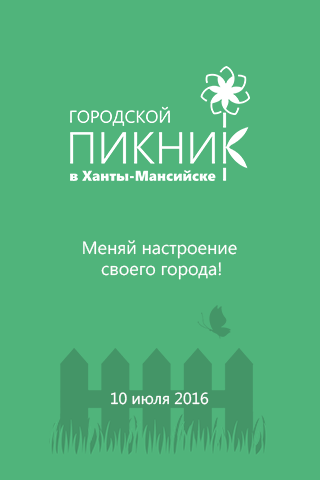 ГОРОДСКОЙ
ПИКНИК
в Ханты-Мансийске
Меняй настроение
своего города!
10 июля 2016